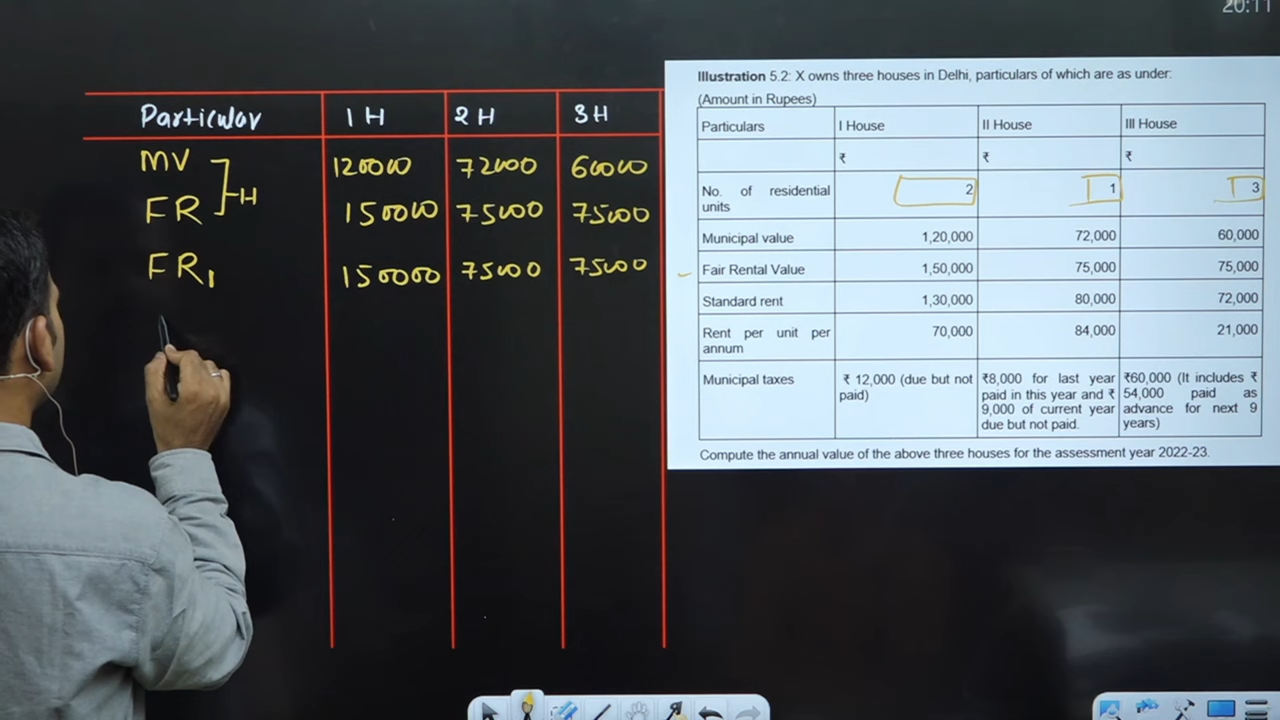 20:11
Particular 1 H 2 H 3 H
MV 120000 72000 60000
FR H 150000 75000 75000
FR1 150000 75000 75000
Illustration 5.2: X owns three houses in Delhi, particulars of which are as under:
(Amount in Rupees)
Particulars I House II House III House
₹ ₹ ₹
No. of residential units 2 1 3
Municipal value 1,20,000 72,000 60,000
Fair Rental Value 1,50,000 75,000 75,000
Standard rent 1,30,000 80,000 72,000
Rent per unit per annum 70,000 84,000 21,000
Municipal taxes ₹ 12,000 (due but not paid) ₹8,000 for last year paid in this year and ₹ 9,000 of current year due but not paid. ₹60,000 (It includes ₹ 54,000 paid as advance for next 9 years)
Compute the annual value of the above three houses for the assessment year 2022-23.